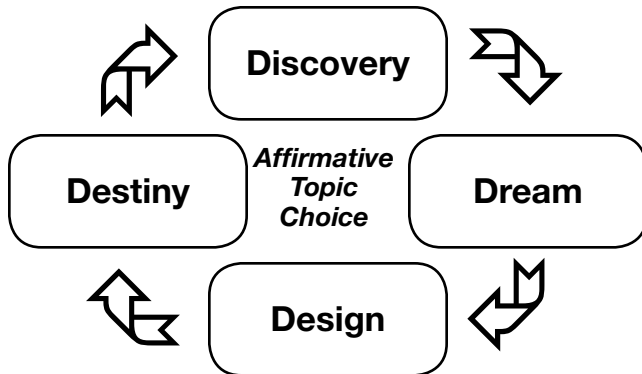 Discovery
Destiny
Affirmative
Topic
Choice
Dream
Design